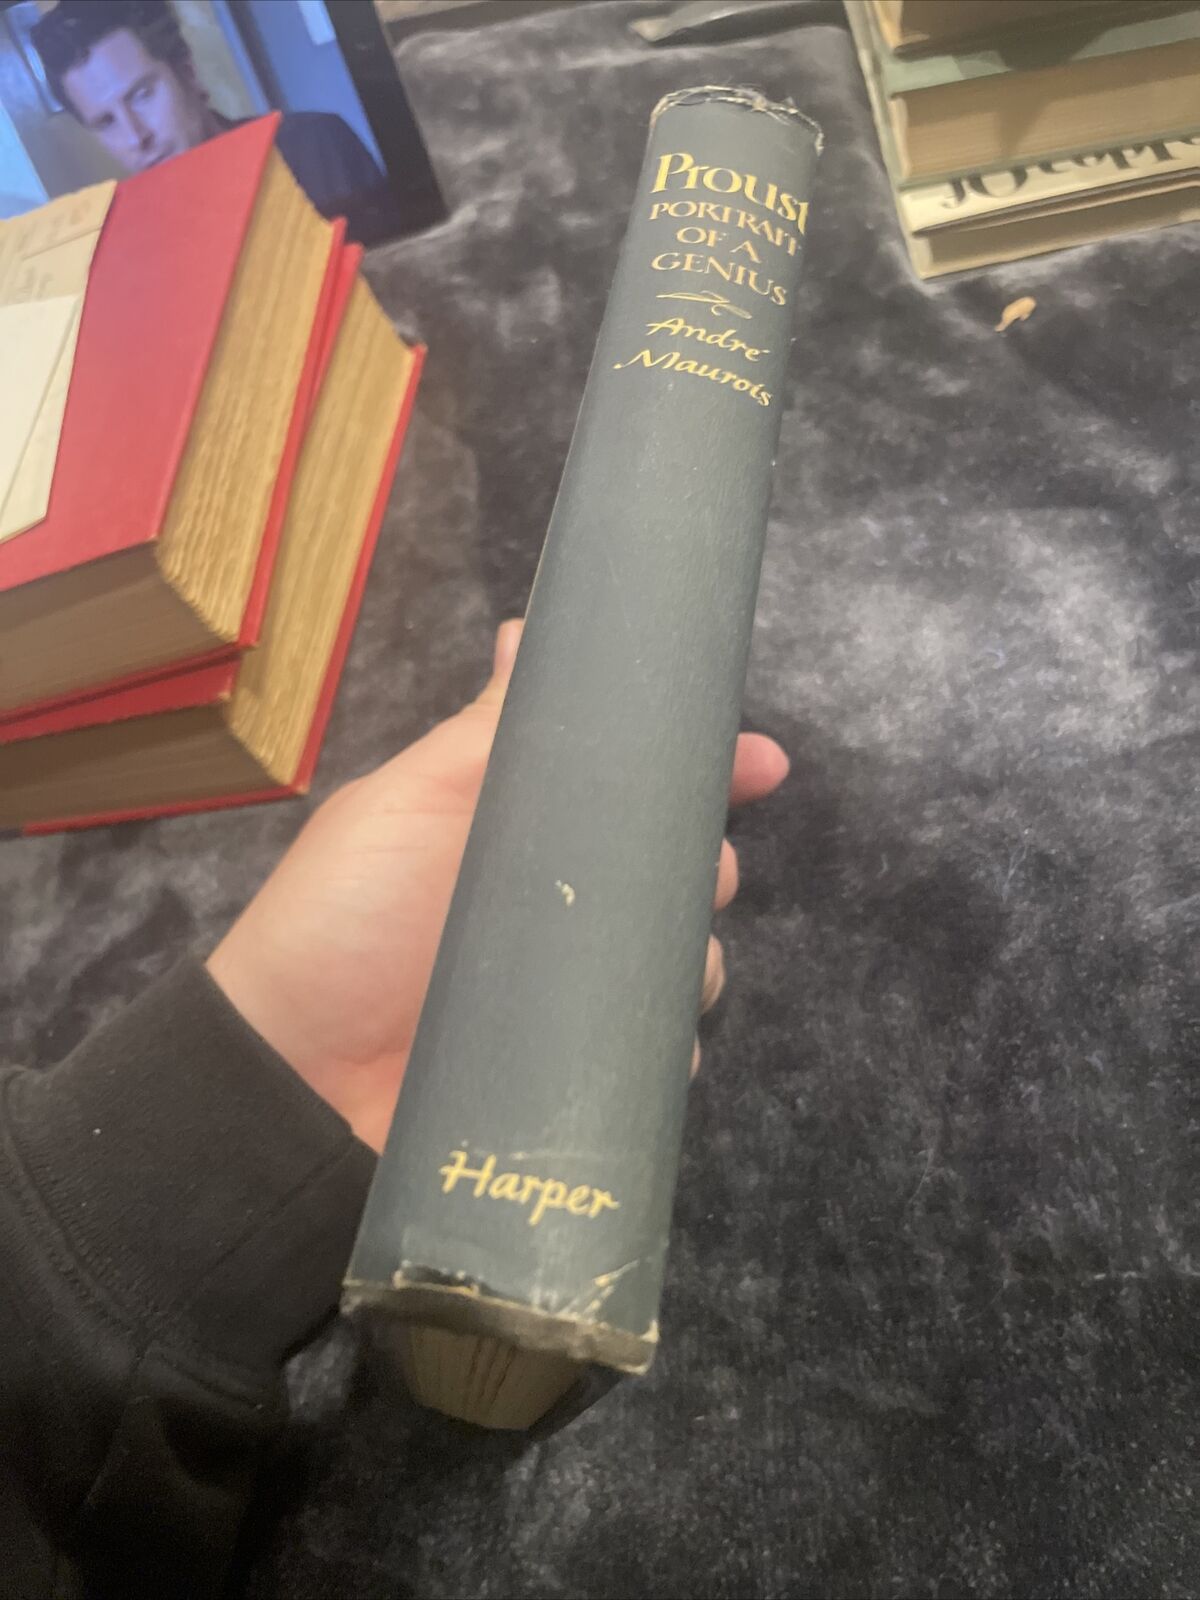 Proust
PORTRAIT
OF A
GENIUS
André
Maurois
Harper